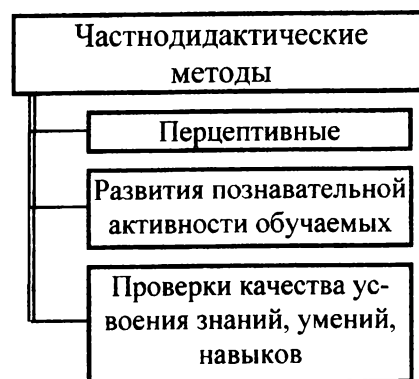 Частнодидактические
методы
Перцептивные
Развития познавательной
активности обучаемых
Проверки качества ус-
воения знаний, умений,
навыков